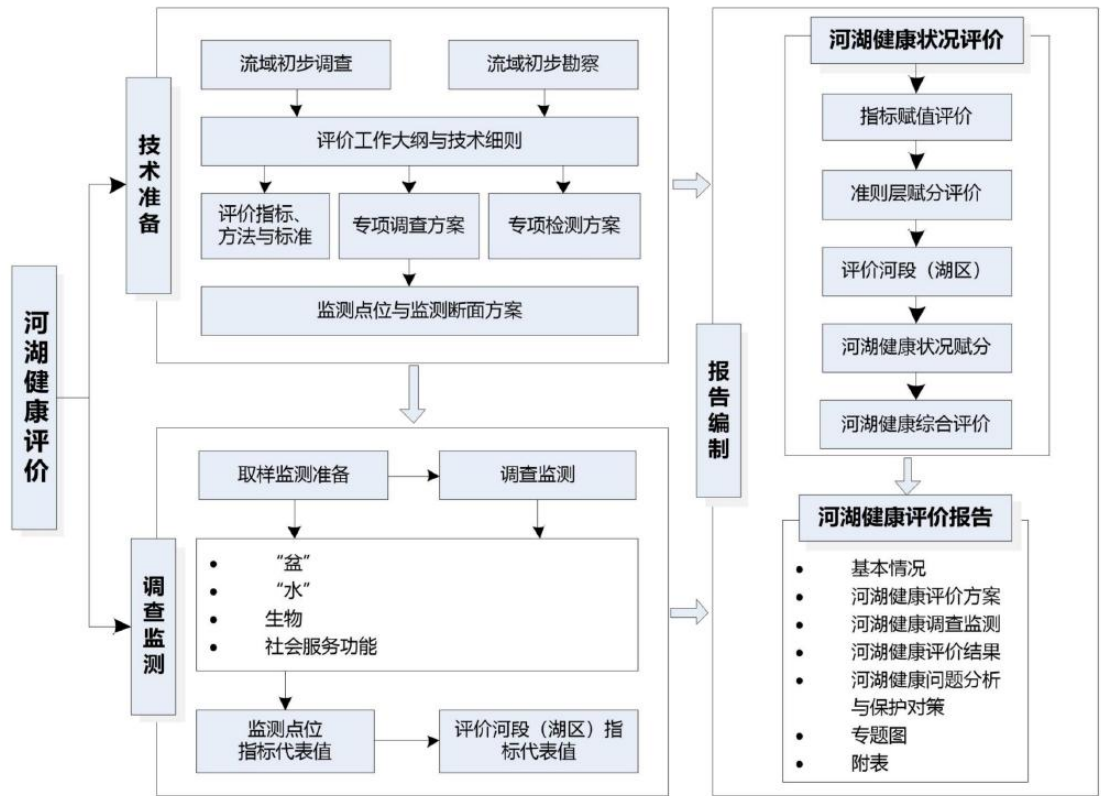 河湖健康评价
技术准备
流域初步调查
流域初步勘察
评价工作大纲与技术细则
评价指标、
方法与标准
专项调查方案
专项检测方案
监测点位与监测断面方案
调查监测
取样监测准备
调查监测
• “盆”
• “水”
• 生物
• 社会服务功能
监测点位
指标代表值
评价河段（湖区）指
标代表值
报告编制
河湖健康状况评价
指标赋值评价
准则层赋分评价
评价河段（湖区）
河湖健康状况赋分
河湖健康综合评价
河湖健康评价报告
• 基本情况
• 河湖健康评价方案
• 河湖健康调查监测
• 河湖健康评价结果
• 河湖健康问题分析
与保护对策
• 专题图
• 附表